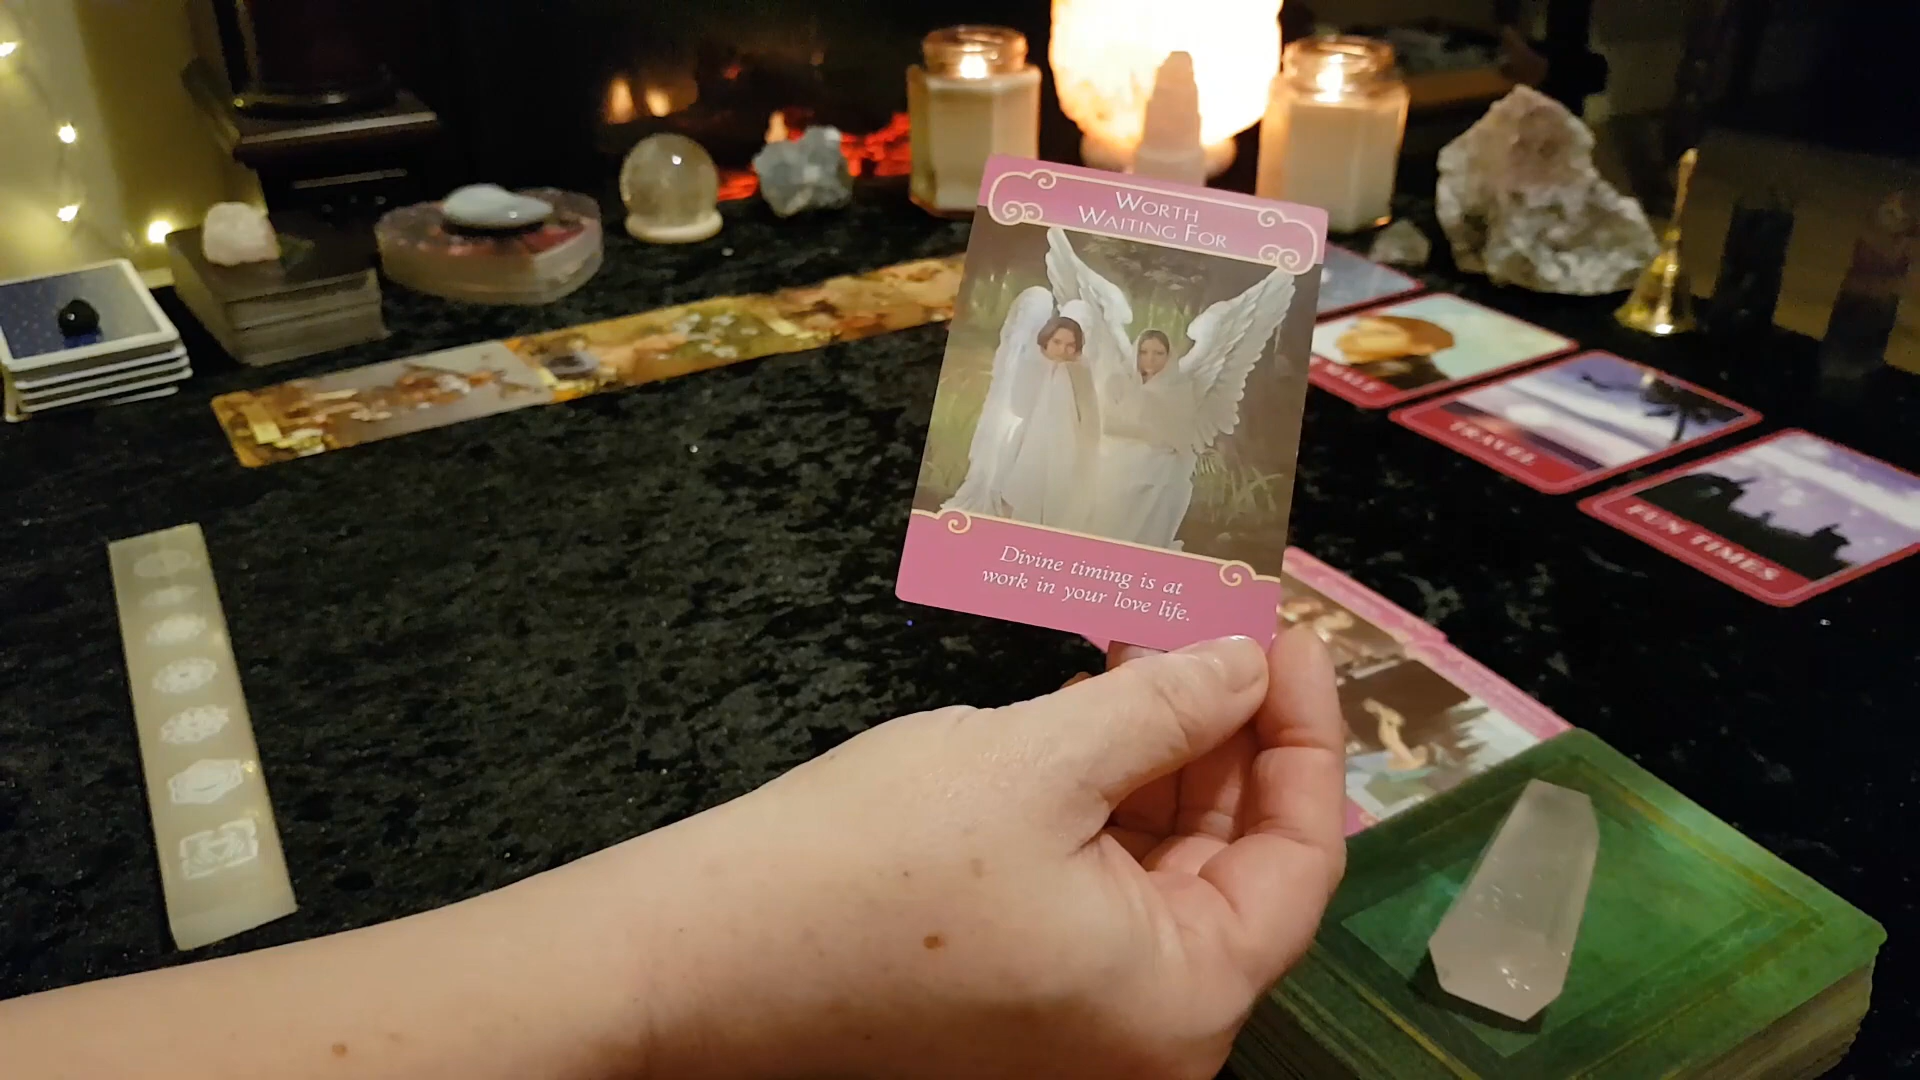 WORTH
WAITING FOR
Divine timing is at
work in your love life.
TRAVEL
FUN TIMES